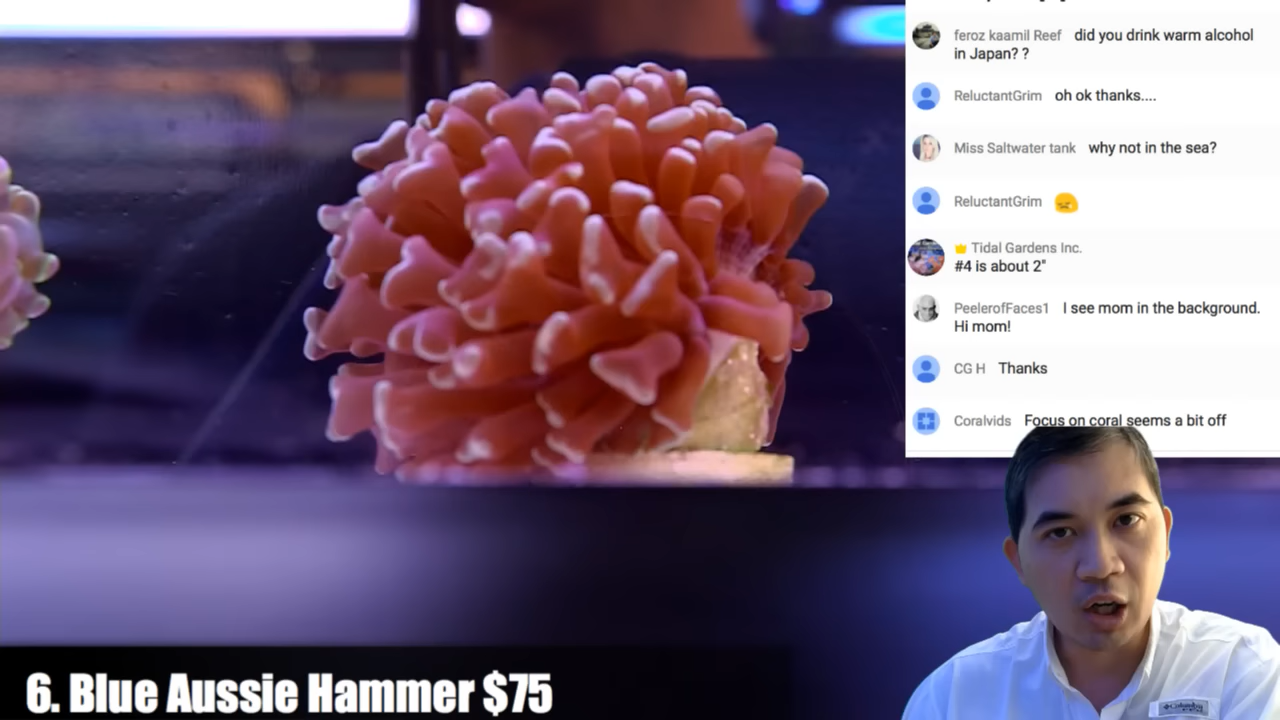 feroz kaamil Reef did you drink warm alcohol
in Japan? ?
ReluctantGrim oh ok thanks....
Miss Saltwater tank why not in the sea?
ReluctantGrim
Tidal Gardens Inc.
#4 is about 2"
PeelerofFaces1 I see mom in the background.
Hi mom!
CG H Thanks
Coralvids Focus on coral seems a bit off
Columbia
6. Blue Aussie Hammer $75